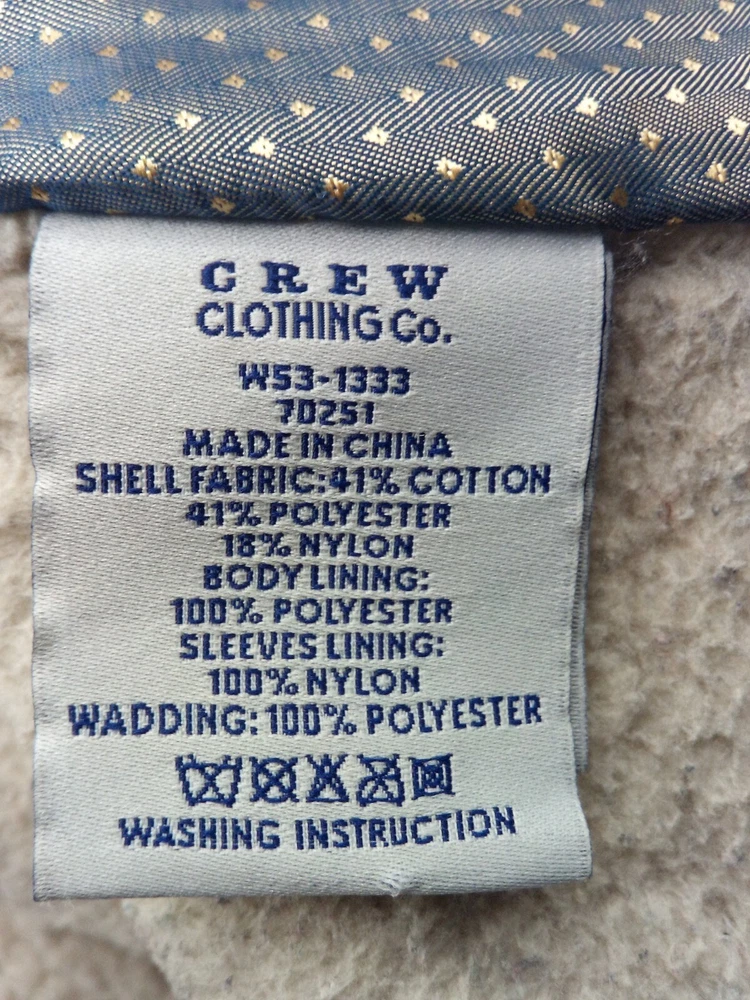 CREW
CLOTHING CO.
W53-1333
70251
MADE IN CHINA
SHELL FABRIC: 41% COTTON
41% POLYESTER
18% NYLON
BODY LINING:
100% POLYESTER
SLEEVES LINING:
100% NYLON
WADDING: 100% POLYESTER
WASHING INSTRUCTION